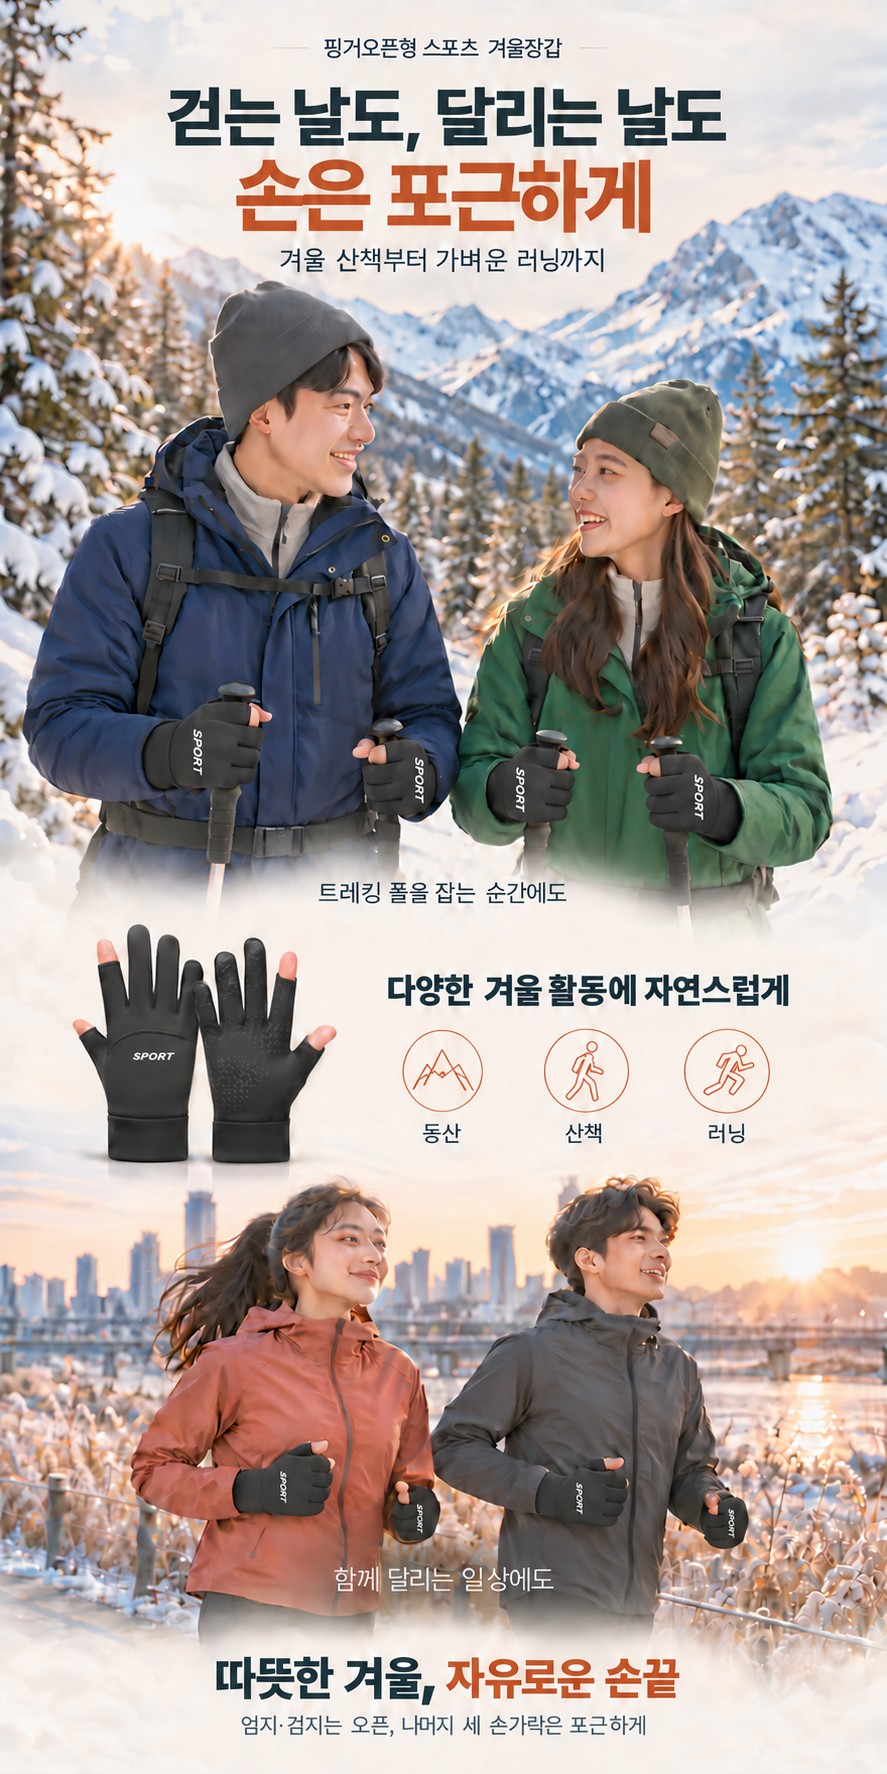 핑거오픈형 스포츠 겨울장갑
걷는 날도, 달리는 날도
손은 포근하게
겨울 산책부터 가벼운 러닝까지
SPORT
SPORT
SPORT
SPORT
트레킹 폴을 잡는 순간에도
다양한 겨울 활동에 자연스럽게
SPORT
동산
산책
러닝
SPORT
SPORT
SPORT
SPORT
함께 달리는 일상에도
따뜻한 겨울, 자유로운 손끝
엄지·검지는 오픈, 나머지 세 손가락은 포근하게